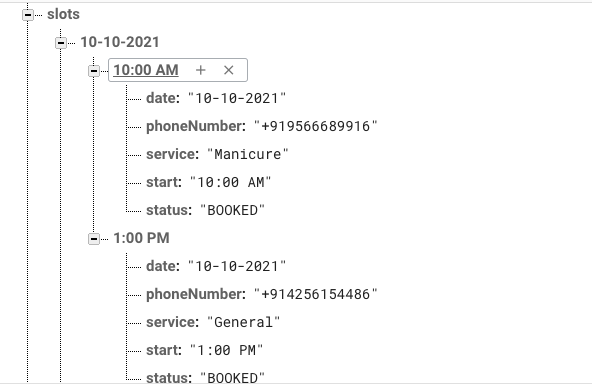 slots
10-10-2021
10:00 AM + ×
date: "10-10-2021"
phoneNumber: "+919566689916"
service: "Manicure"
start: "10:00 AM"
status: "BOOKED"
1:00 PM
date: "10-10-2021"
phoneNumber: "+914256154486"
service: "General"
start: "1:00 PM"
status: "BOOKED"